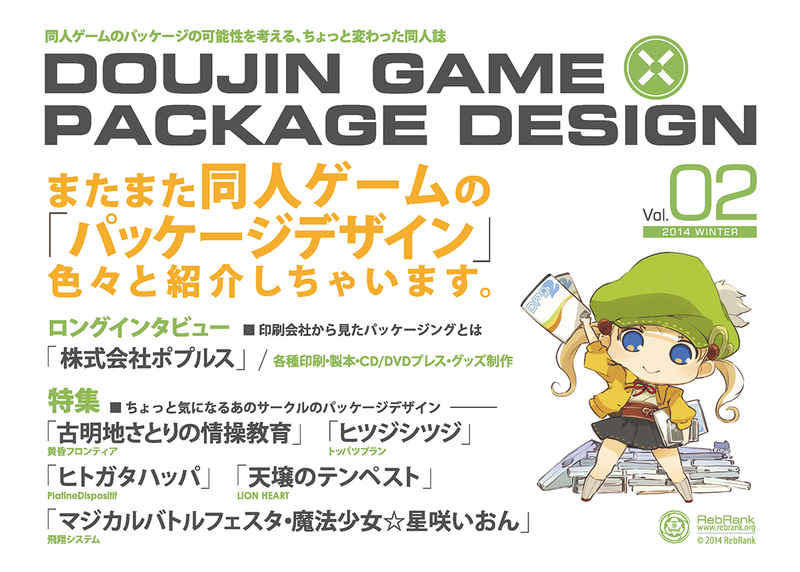 同人ゲームのパッケージの可能性を考える、ちょっと変わった同人誌
DOUJIN GAME
PACKAGE DESIGN
またまた同人ゲームの
「パッケージデザイン」
色々と紹介しちゃいます。
Vol.02
2014 WINTER
ロングインタビュー ■印刷会社から見たパッケージングとは
「株式会社ポプルス」/各種印刷・製本・CD/DVDプレス・グッズ制作
特集 ■ちょっと気になるあのサークルのパッケージデザイン
「古明地さとりの情操教育」 「ヒツジシツジ」
黄昏フロンティア トッパツプラン
「ヒトガタハッパ」 「天壌のテンペスト」
PlatineDispositif LION HEART
「マジカルバトルフェスタ・魔法少女☆星咲いおん」
飛翔システム
DPD2
RebRank
www.rebrank.org
© 2014 RebRank